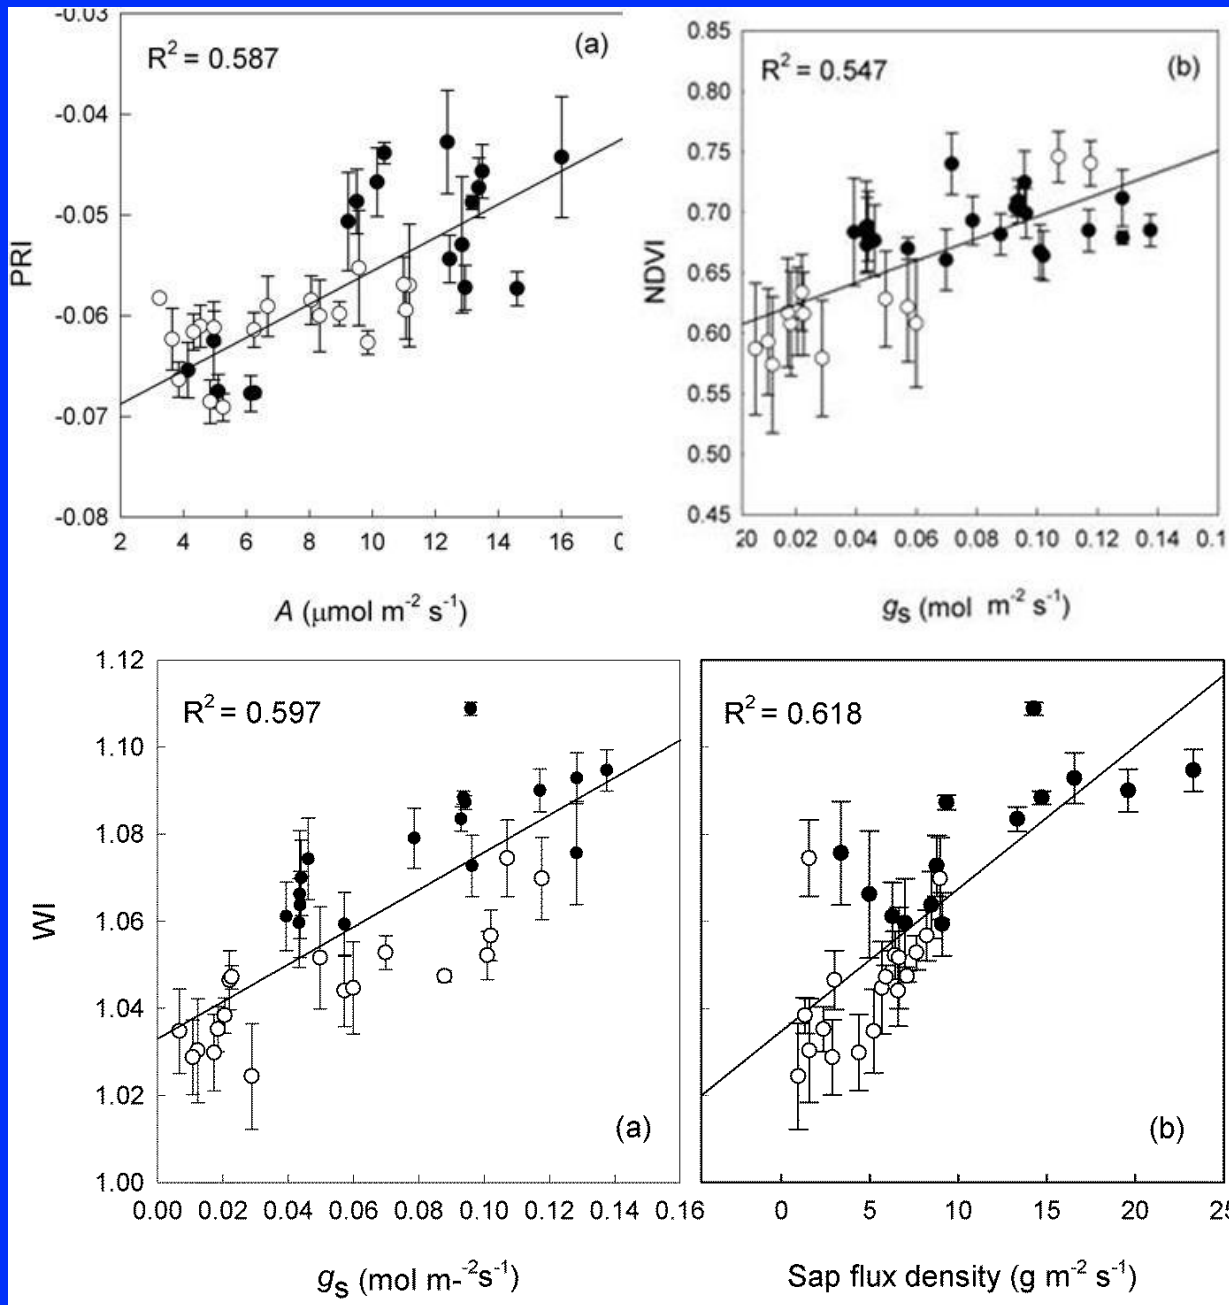 -0.03
R² = 0.587
(a)
-0.04
-0.05
PRI
-0.06
-0.07
-0.08
2 4 6 8 10 12 14 16
A (μmol m⁻² s⁻¹)
0.85
R² = 0.547
(b)
0.80
0.75
0.70
NDVI
0.65
0.60
0.55
0.50
0.45
20 0.02 0.04 0.06 0.08 0.10 0.12 0.14 0.1
gs (mol m⁻² s⁻¹)
1.12
R² = 0.597
1.10
1.08
WI
1.06
1.04
1.02
(a)
1.00
0.00 0.02 0.04 0.06 0.08 0.10 0.12 0.14 0.16
gs (mol m-⁻²s⁻¹)
R² = 0.618
(b)
0 5 10 15 20 25
Sap flux density (g m⁻² s⁻¹)